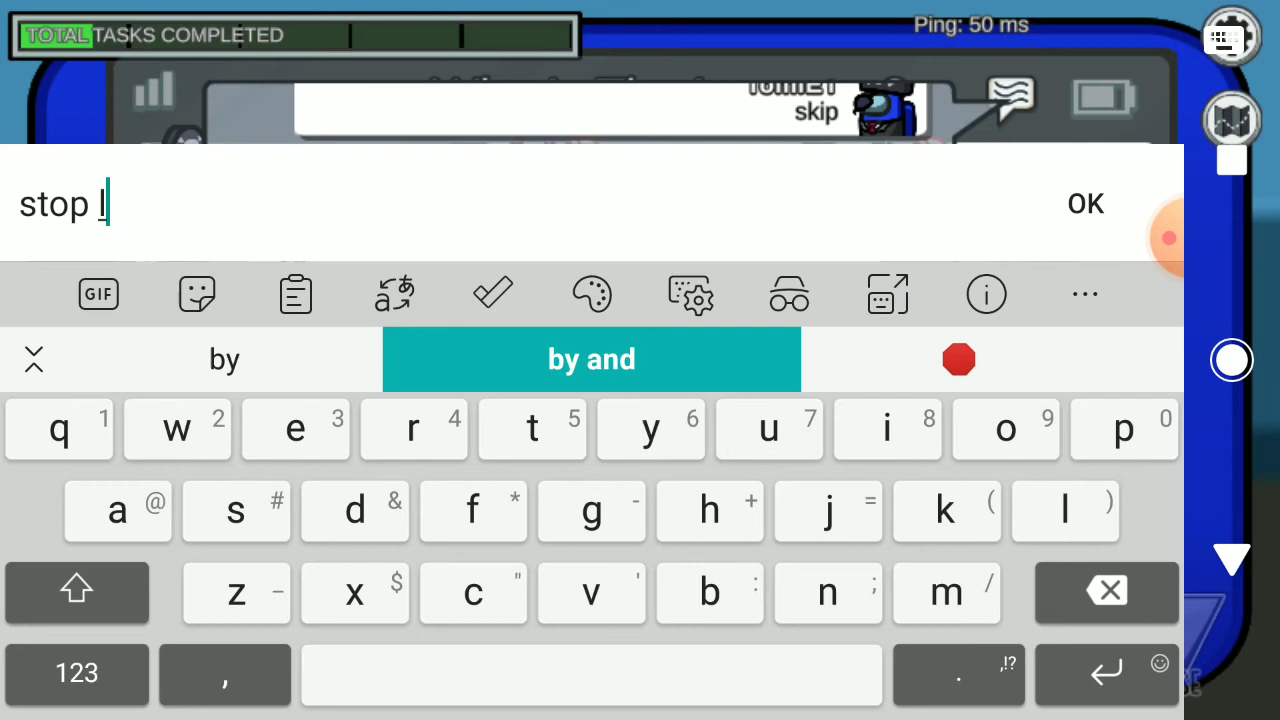 TOTAL TASKS COMPLETED
Ping: 50 ms
skip
stop l
OK
GIF
by
by and
q 1 w 2 e 3 r 4 t 5 y 6 u 7 i 8 o 9 p 0
a @ s # d & f * g - h + j = k ( l )
z – x $ c " v ' b : n ; m /
123 , . ,!?